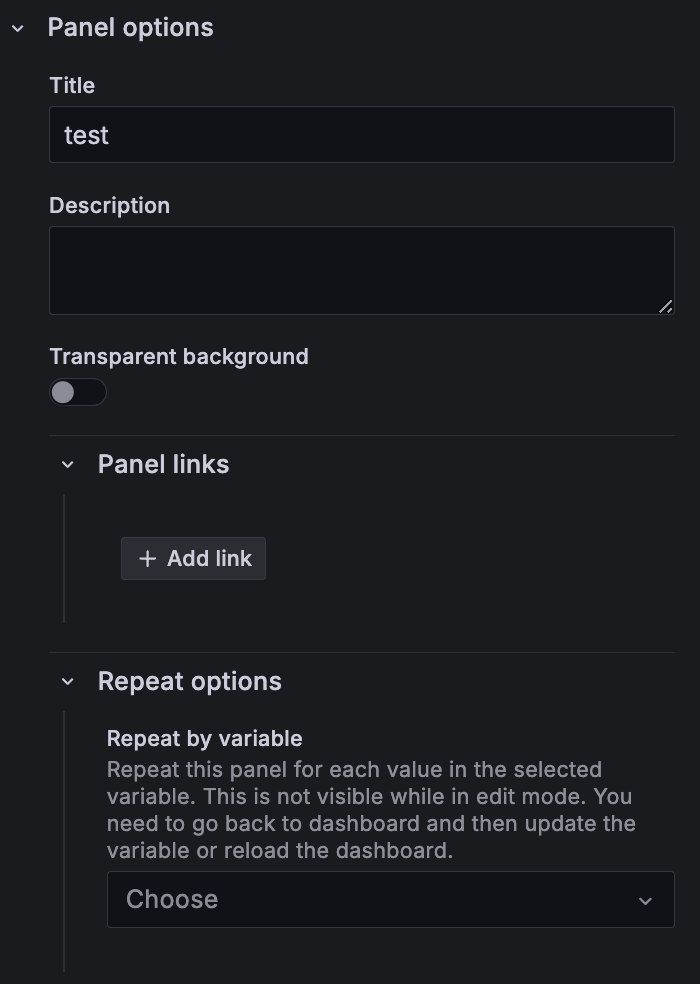 Panel options
Title
test
Description
Transparent background
Panel links
+ Add link
Repeat options
Repeat by variable
Repeat this panel for each value in the selected
variable. This is not visible while in edit mode. You
need to go back to dashboard and then update the
variable or reload the dashboard.
Choose